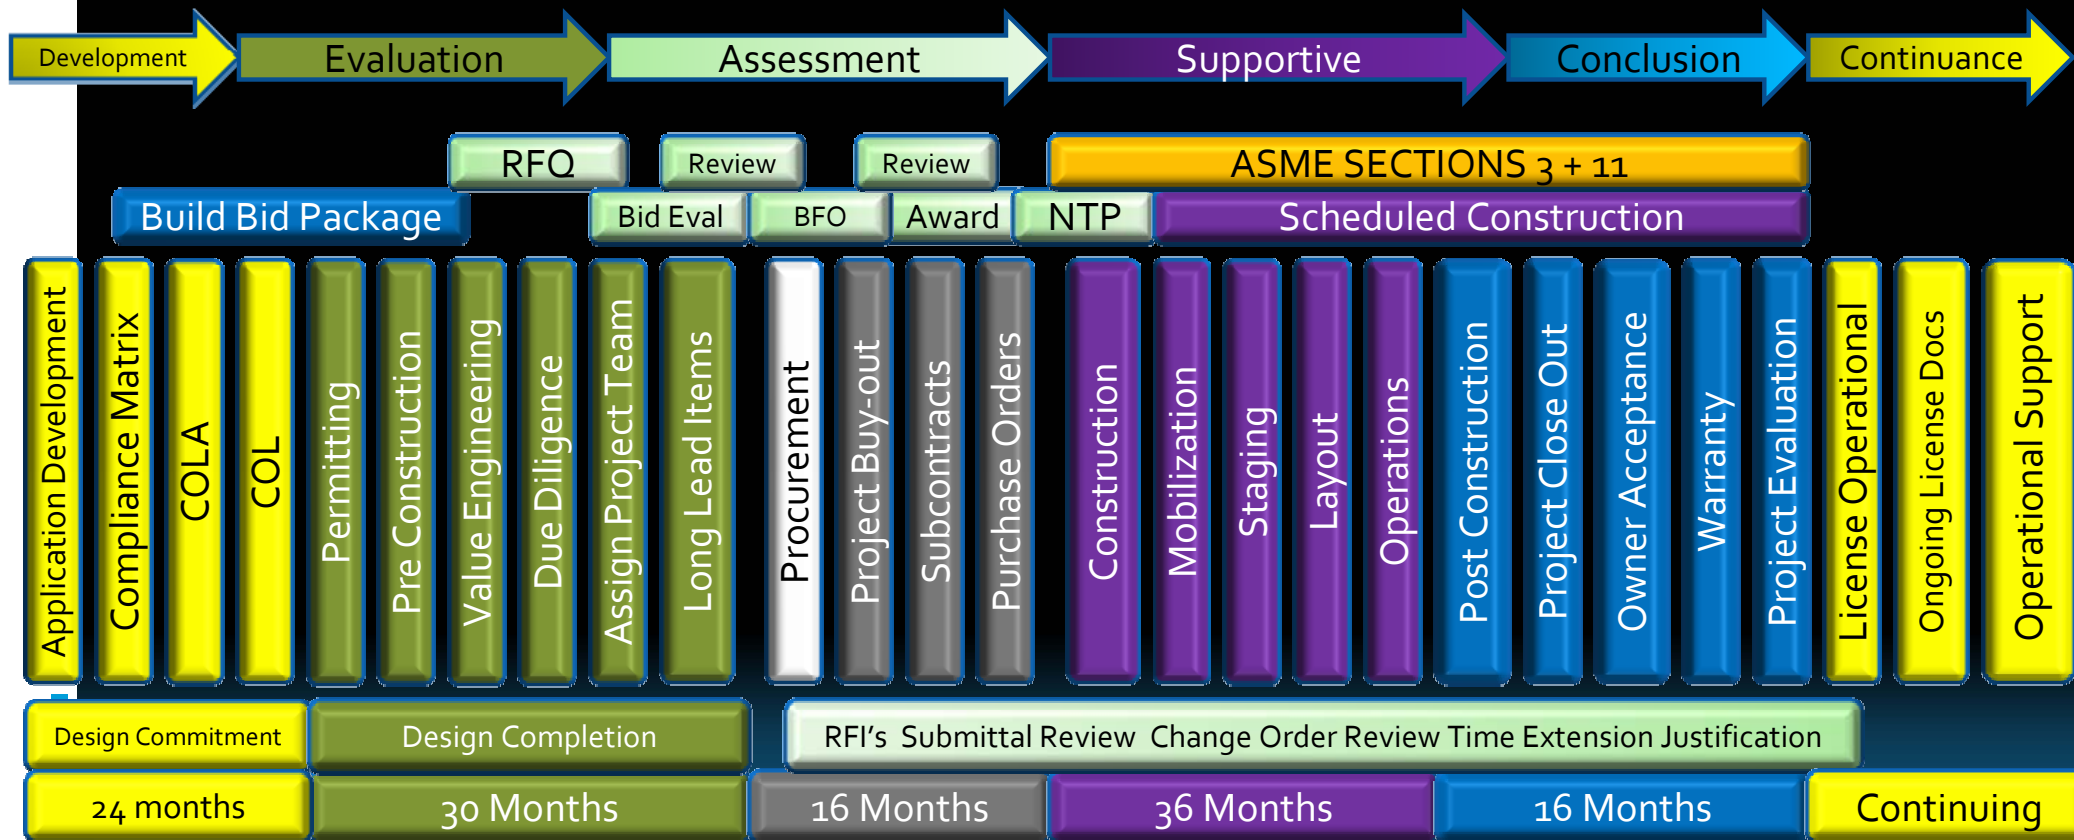 Development
Evaluation
Assessment
Supportive
Conclusion
Continuance
RFQ
Review
Review
ASME SECTIONS 3 + 11
Build Bid Package
Bid Eval
BFO
Award
NTP
Scheduled Construction
Application Development
Compliance Matrix
COLA
COL
Permitting
Pre Construction
Value Engineering
Due Diligence
Assign Project Team
Long Lead Items
Procurement
Project Buy-out
Subcontracts
Purchase Orders
Construction
Mobilization
Staging
Layout
Operations
Post Construction
Project Close Out
Owner Acceptance
Warranty
Project Evaluation
License Operational
Ongoing License Docs
Operational Support
Design Commitment
Design Completion
RFI's Submittal Review Change Order Review Time Extension Justification
24 months
30 Months
16 Months
36 Months
16 Months
Continuing